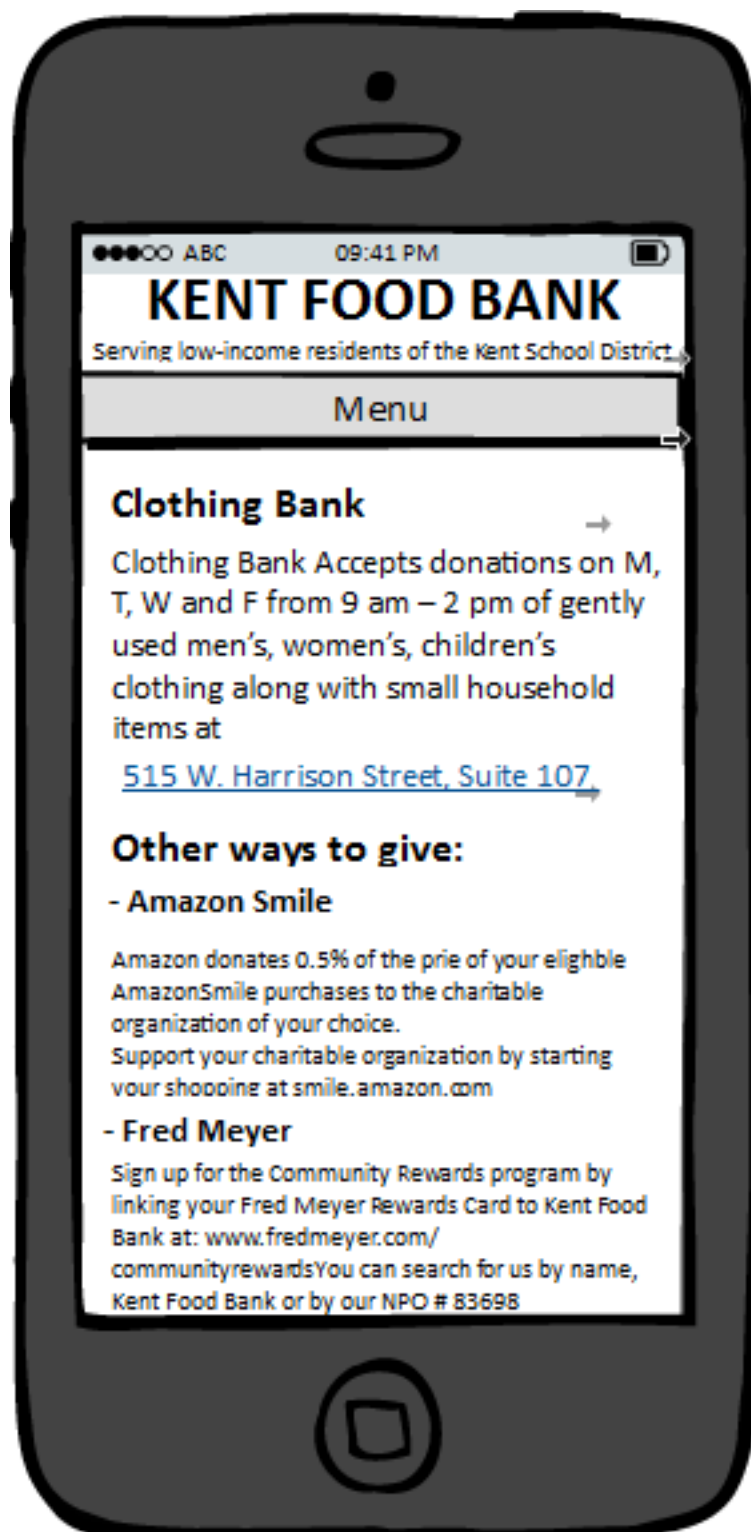 ABC 09:41 PM
KENT FOOD BANK
Serving low-income residents of the Kent School District
Menu
Clothing Bank
Clothing Bank Accepts donations on M,
T, W and F from 9 am – 2 pm of gently
used men’s, women’s, children’s
clothing along with small household
items at
515 W. Harrison Street, Suite 107,
Other ways to give:
- Amazon Smile
Amazon donates 0.5% of the prie of your elighble
AmazonSmile purchases to the charitable
organization of your choice.
Support your charitable organization by starting
your shopping at smile.amazon.com
- Fred Meyer
Sign up for the Community Rewards program by
linking your Fred Meyer Rewards Card to Kent Food
Bank at: www.fredmeyer.com/
communityrewardsYou can search for us by name,
Kent Food Bank or by our NPO # 83698